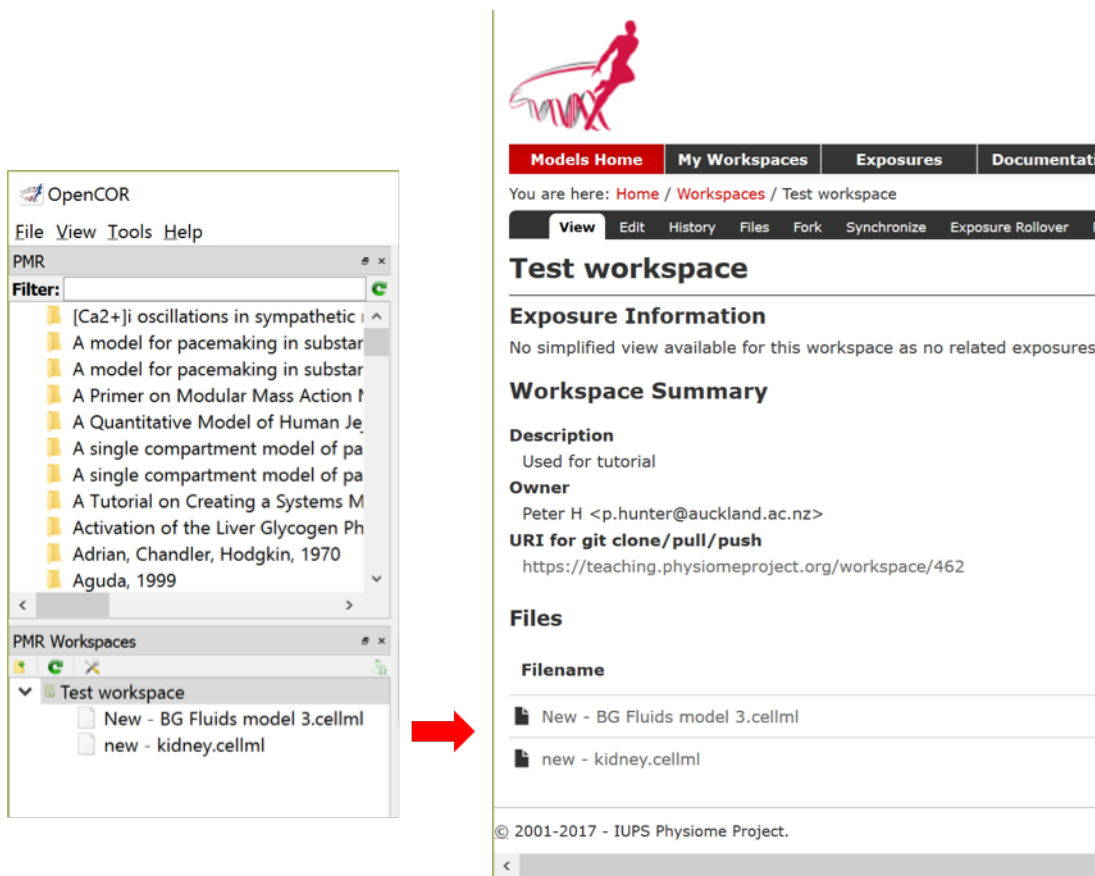 OpenCOR
File View Tools Help
PMR
Filter:
[Ca2+]i oscillations in sympathetic
A model for pacemaking in substar
A model for pacemaking in substar
A Primer on Modular Mass Action
A Quantitative Model of Human Je
A single compartment model of pa
A single compartment model of pa
A Tutorial on Creating a Systems M
Activation of the Liver Glycogen Ph
Adrian, Chandler, Hodgkin, 1970
Aguda, 1999
PMR Workspaces
Test workspace
New - BG Fluids model 3.cellml
new - kidney.cellml
Models Home My Workspaces Exposures Documentati
You are here: Home / Workspaces / Test workspace
View Edit History Files Fork Synchronize Exposure Rollover
Test workspace
Exposure Information
No simplified view available for this workspace as no related exposures
Workspace Summary
Description
Used for tutorial
Owner
Peter H <p.hunter@auckland.ac.nz>
URI for git clone/pull/push
https://teaching.physiomeproject.org/workspace/462
Files
Filename
New - BG Fluids model 3.cellml
new - kidney.cellml
© 2001-2017 - IUPS Physiome Project.